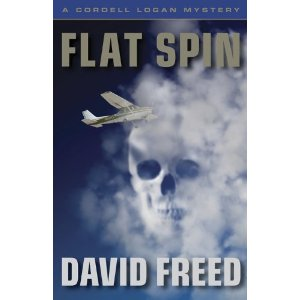 A CORDELL LOGAN MYSTERY
FLAT SPIN
DAVID FREED